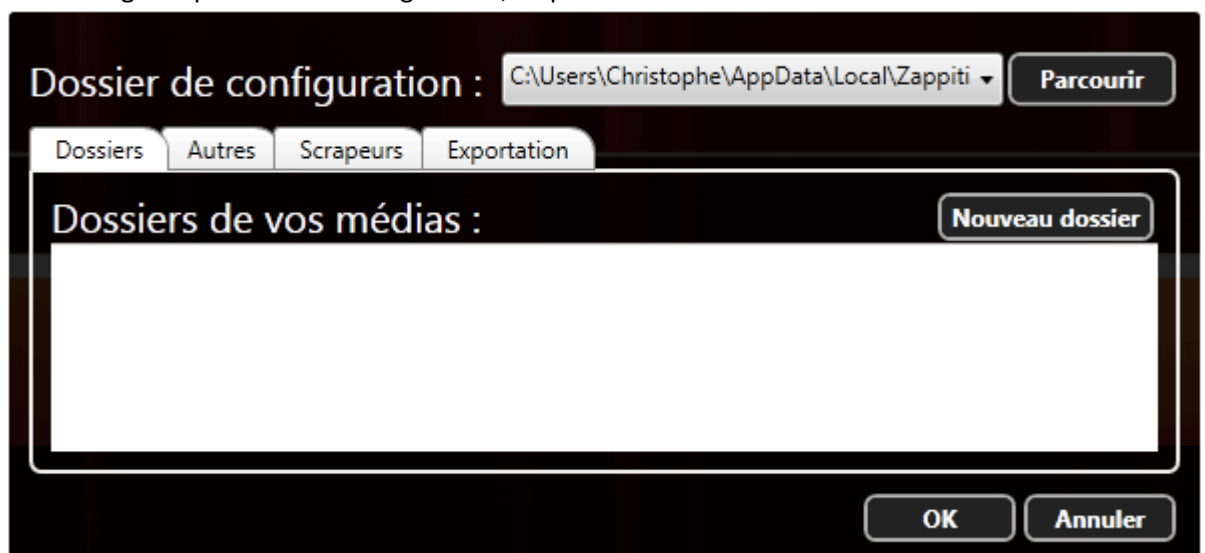 Dossier de configuration : C:\Users\Christophe\AppData\Local\Zappiti Parcourir
Dossiers Autres Scrapeurs Exportation
Dossiers de vos médias : Nouveau dossier
OK Annuler